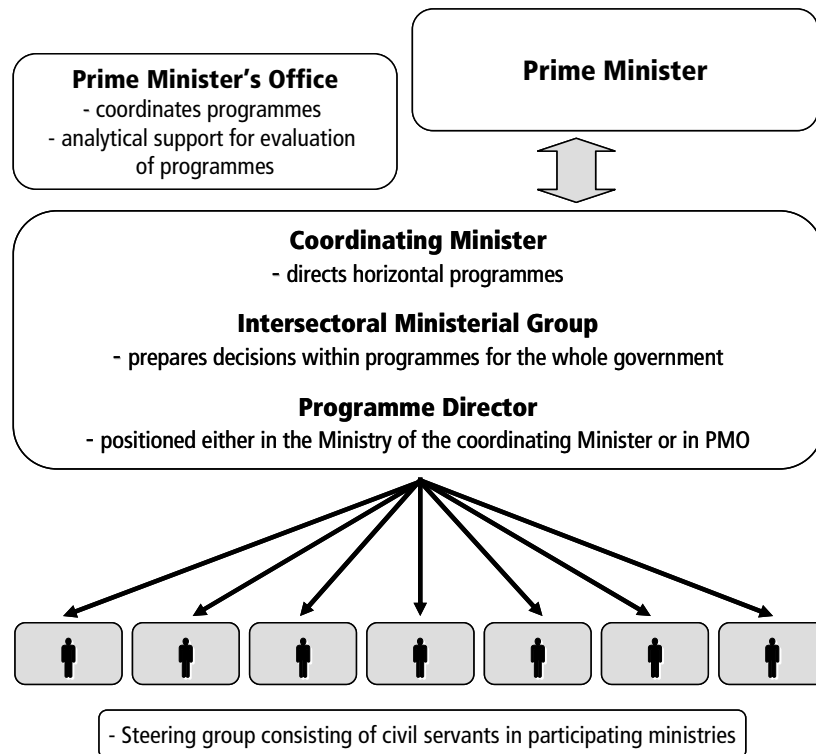 Prime Minister's Office
- coordinates programmes
- analytical support for evaluation
of programmes
Prime Minister
Coordinating Minister
- directs horizontal programmes
Intersectoral Ministerial Group
- prepares decisions within programmes for the whole government
Programme Director
- positioned either in the Ministry of the coordinating Minister or in PMO
- Steering group consisting of civil servants in participating ministries